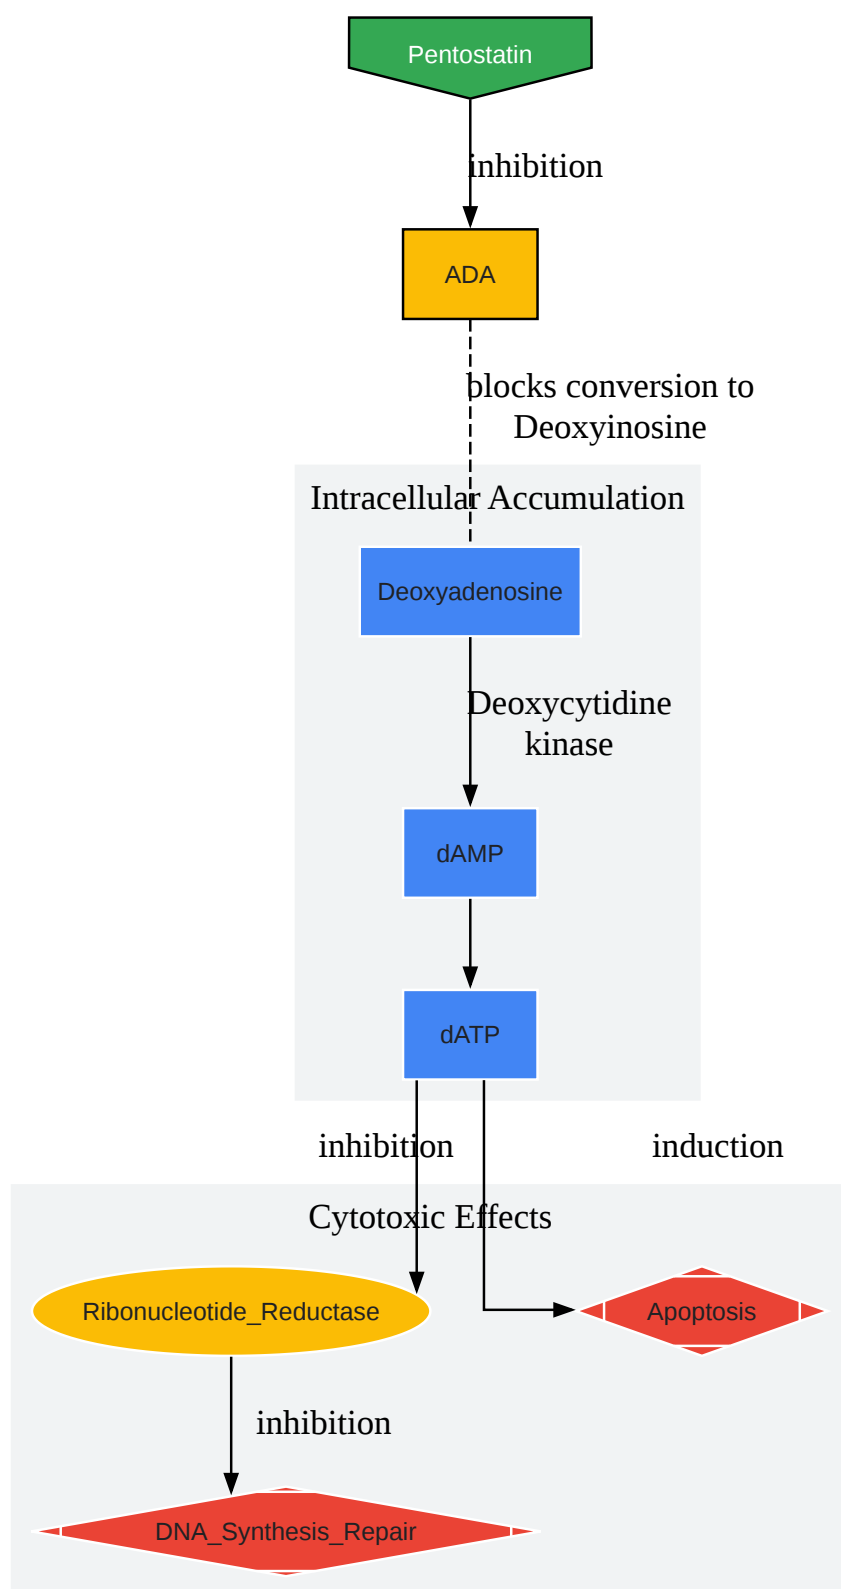 Pentostatin
inhibition
ADA
blocks conversion to
Deoxyinosine
Intracellular Accumulation
Deoxyadenosine
Deoxycytidine
kinase
dAMP
dATP
inhibition
induction
Cytotoxic Effects
Ribonucleotide_Reductase
Apoptosis
inhibition
DNA_Synthesis_Repair